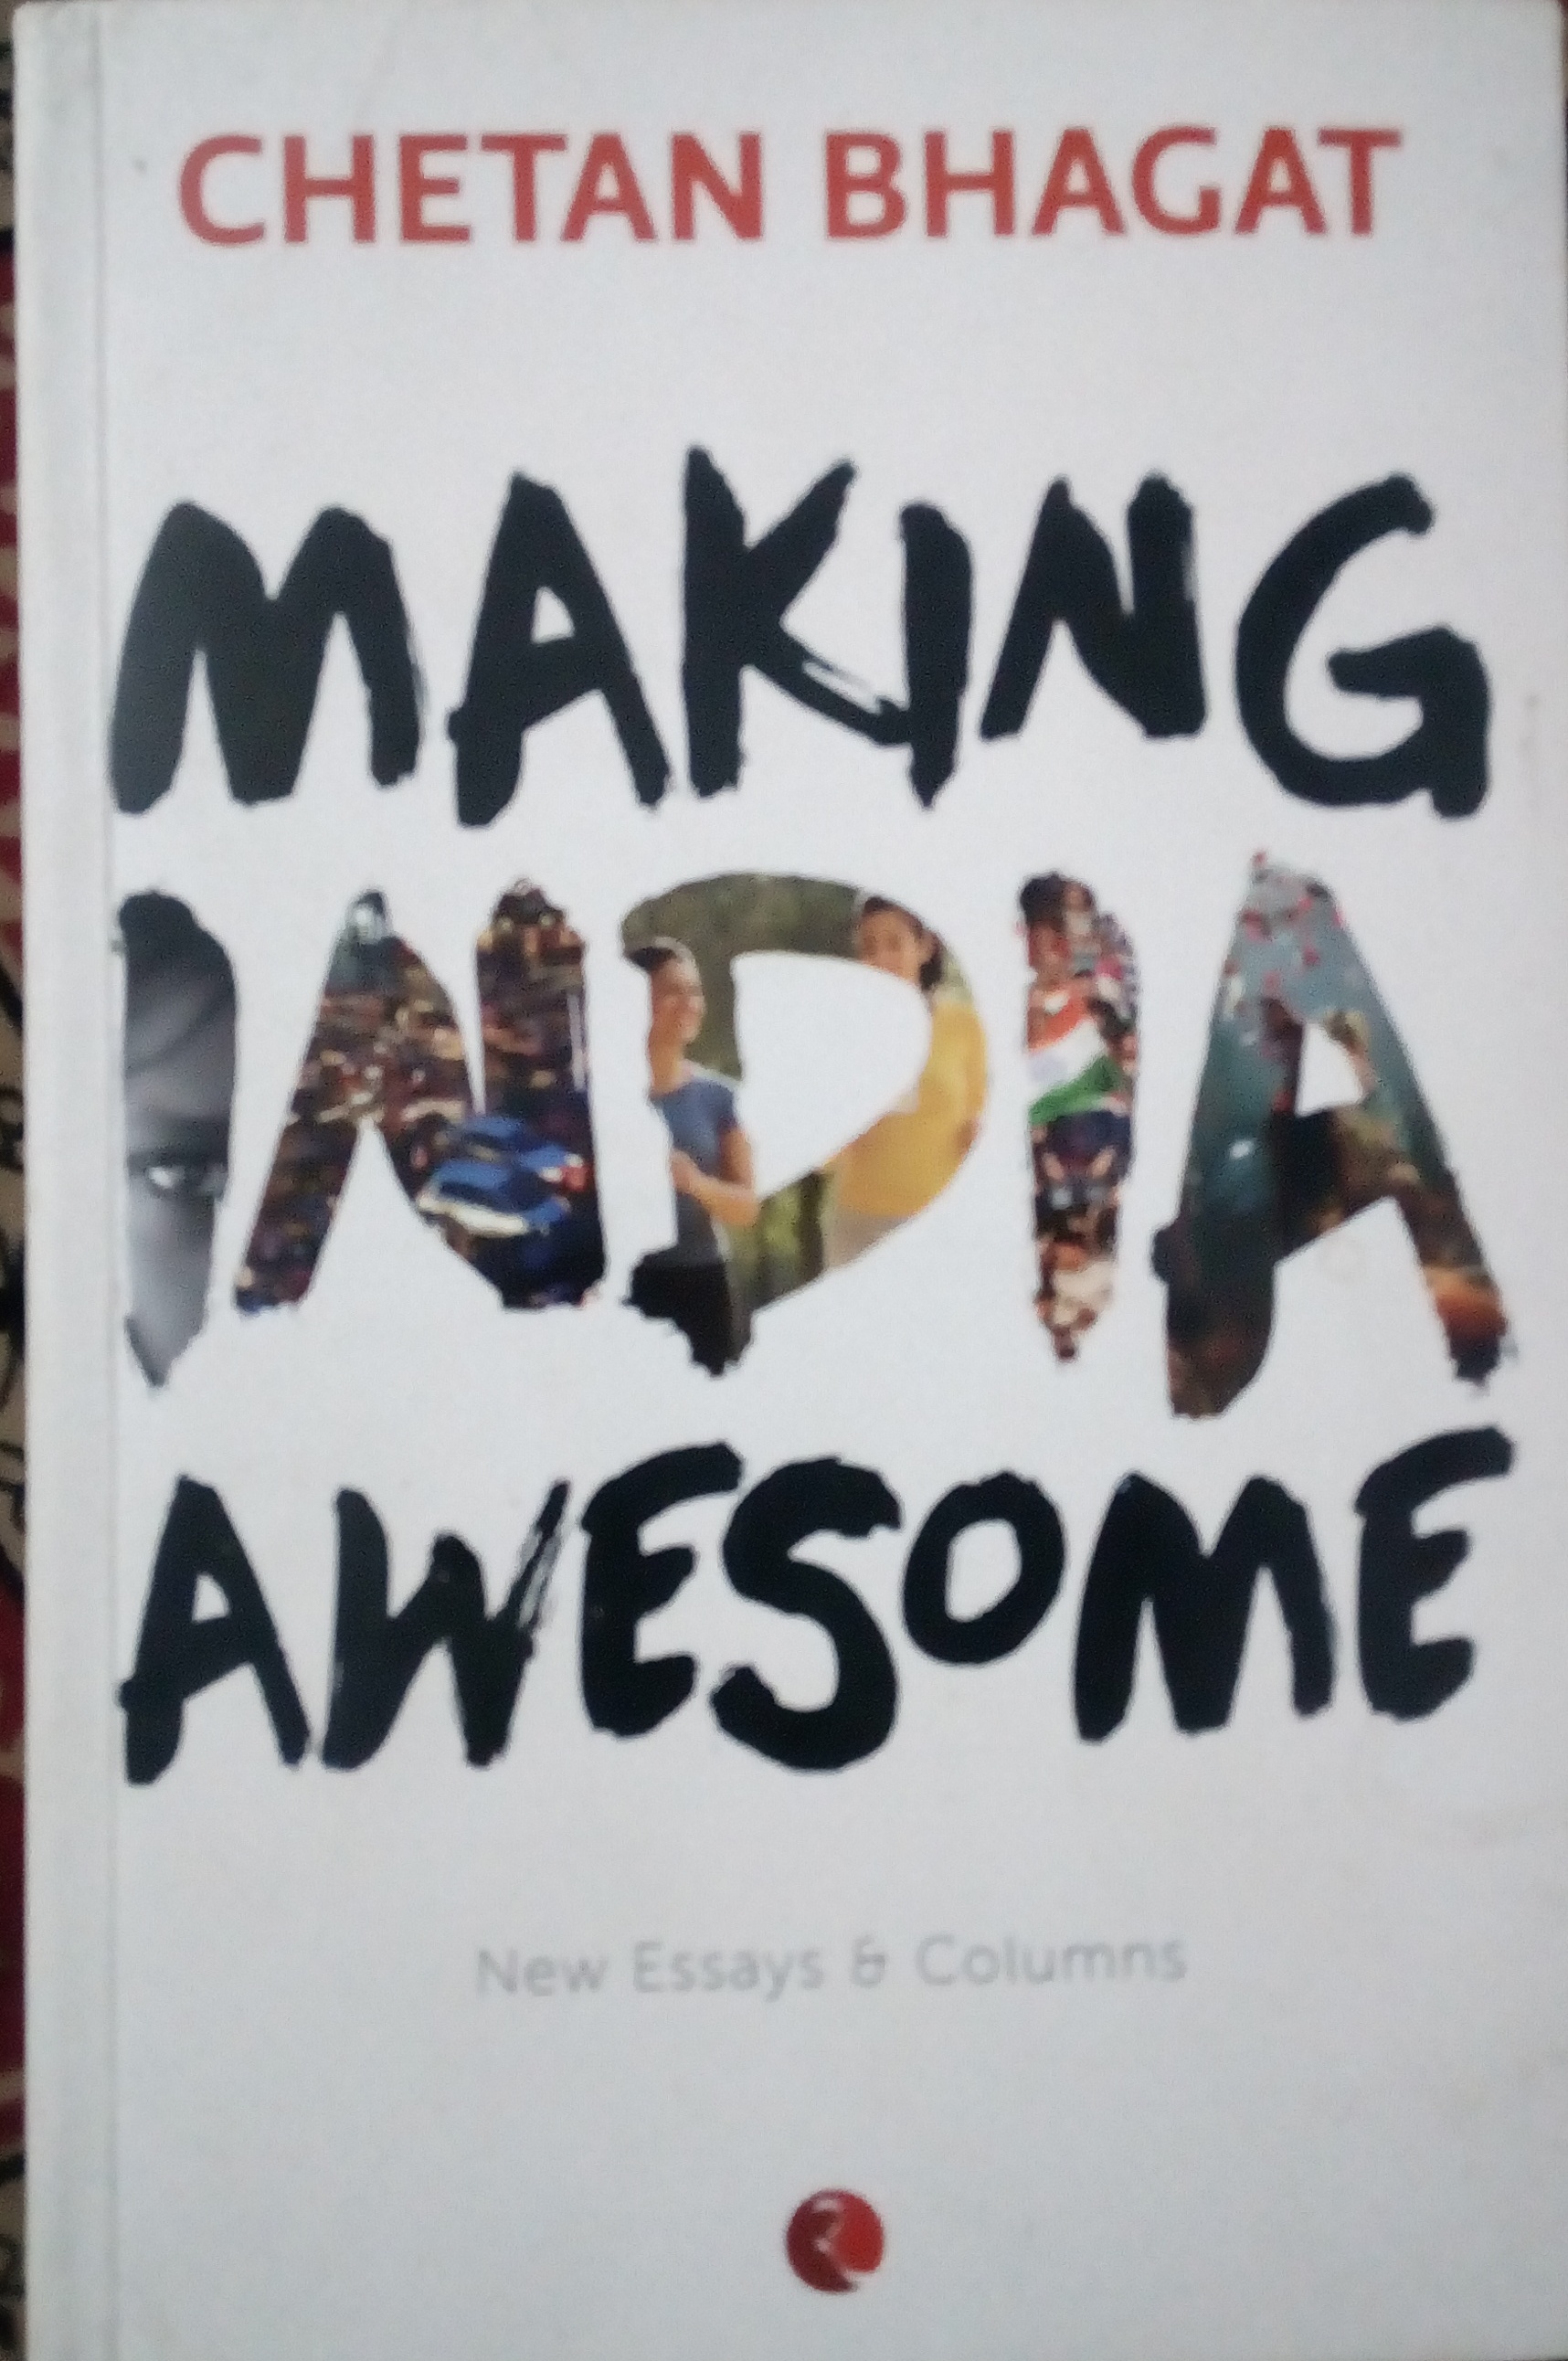 CHETAN BHAGAT
MAKING
INDIA
AWESOME
New Essays & Columns